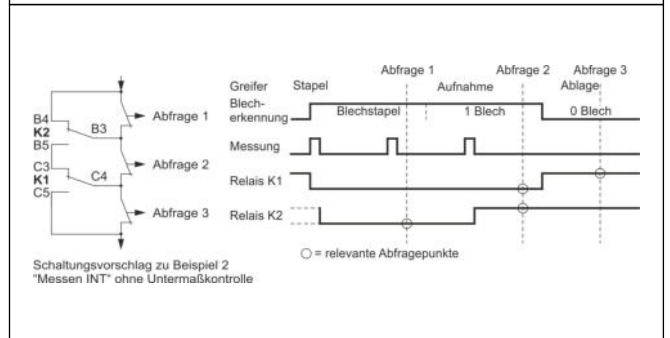 B4
K2
B5
C3
K1
C5
B3
C4
Abfrage 1
Abfrage 2
Abfrage 3
Schaltungsvorschlag zu Beispiel 2
"Messen INT" ohne Untermaßkontrolle
Abfrage 1 Abfrage 2 Abfrage 3
Greifer Stapel Aufnahme Ablage
Blech-
erkennung Blechstapel 1 Blech 0 Blech
Messung
Relais K1
Relais K2
= relevante Abfragepunkte